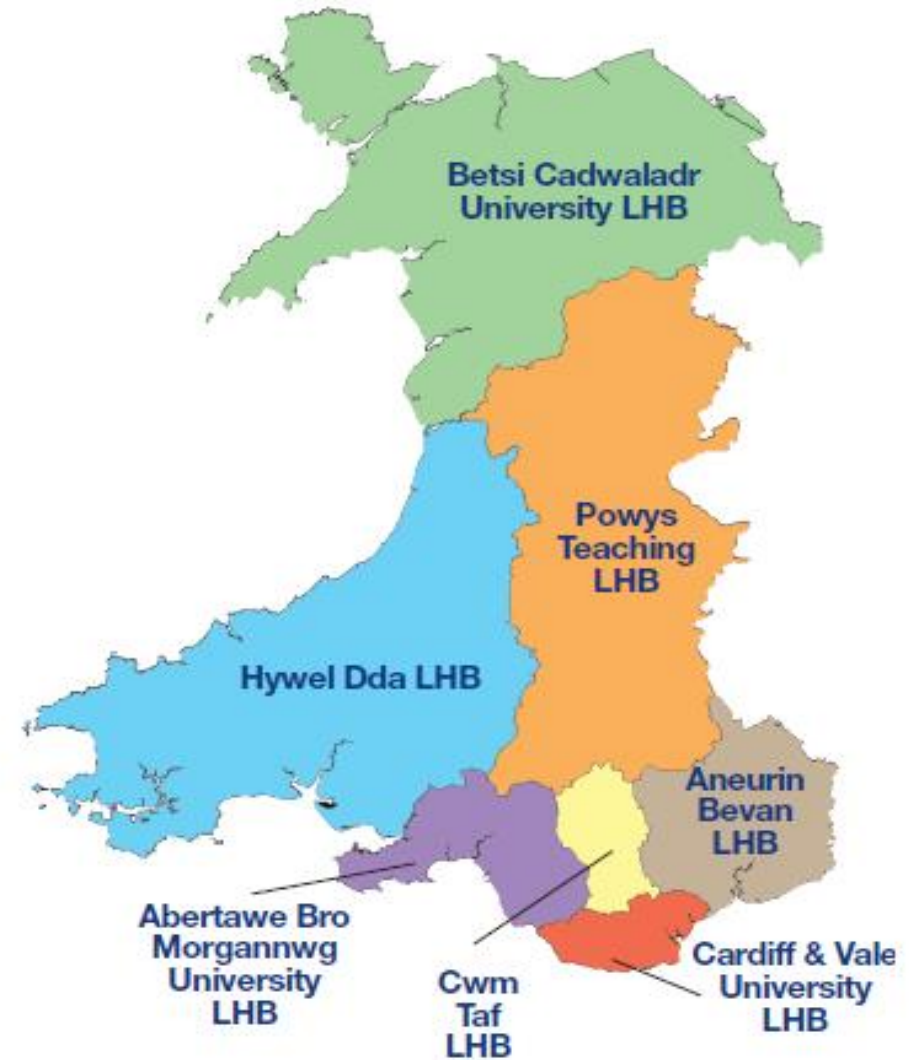 Betsi Cadwaladr
University LHB
Powys
Teaching
LHB
Hywel Dda LHB
Aneurin
Bevan
LHB
Abertawe Bro
Morgannwg
University
LHB
Cwm
Taf
LHB
Cardiff & Vale
University
LHB